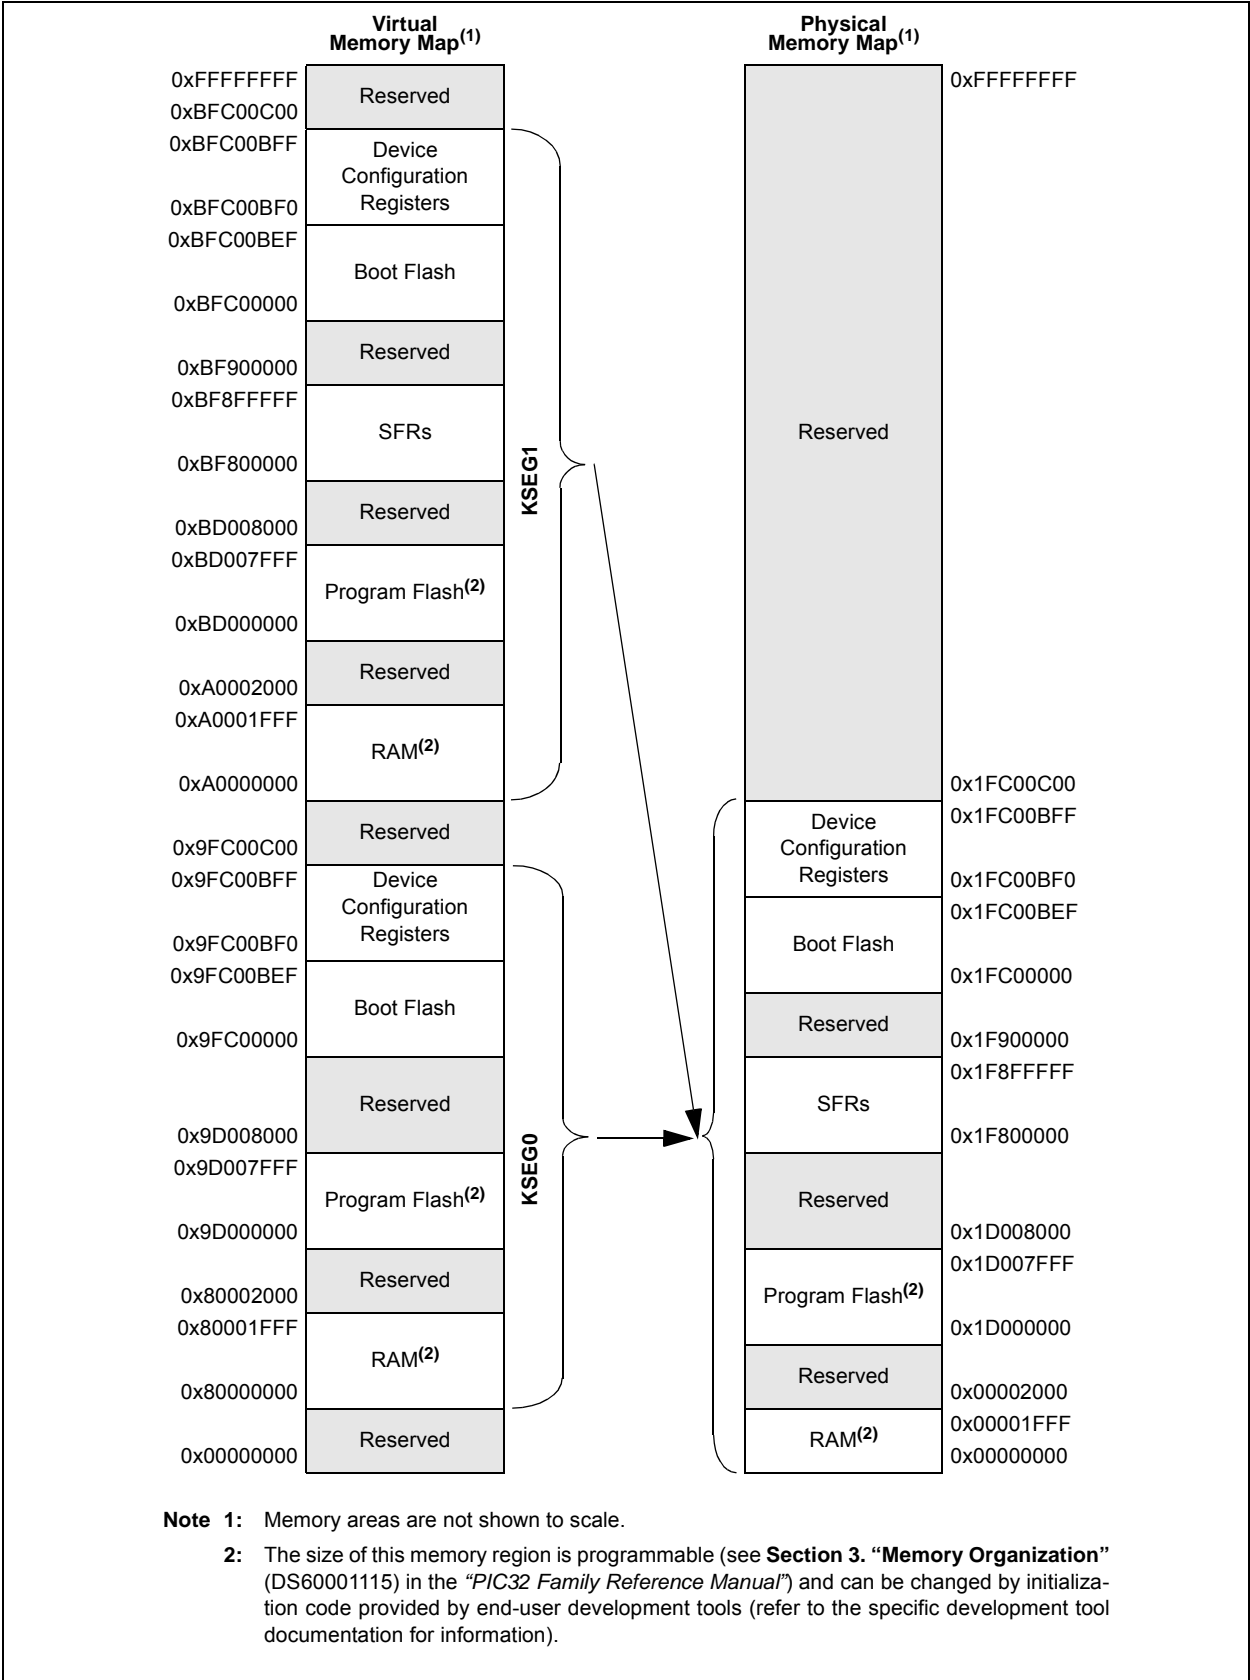 Virtual
Memory Map(1)
Physical
Memory Map(1)
0xFFFFFFFF
Reserved
0xBFC00C00
0xBFC00BFF
Device
Configuration
Registers
0xBFC00BF0
0xBFC00BEF
Boot Flash
0xBFC00000
Reserved
0xBF900000
0xBF8FFFFF
SFRs
0xBF800000
Reserved
0xBD008000
0xBD007FFF
Program Flash(2)
0xBD000000
Reserved
0xA0002000
0xA0001FFF
RAM(2)
0xA0000000
KSEG1
Reserved
0x9FC00C00
0x9FC00BFF
Device
Configuration
Registers
0x9FC00BF0
0x9FC00BEF
Boot Flash
0x9FC00000
Reserved
0x9D008000
0x9D007FFF
Program Flash(2)
0x9D000000
Reserved
0x80002000
0x80001FFF
RAM(2)
0x80000000
KSEG0
Reserved
0x00000000
0xFFFFFFFF
Reserved
0x1FC00C00
0x1FC00BFF
Device
Configuration
Registers
0x1FC00BF0
0x1FC00BEF
Boot Flash
0x1FC00000
Reserved
0x1F900000
0x1F8FFFFF
SFRs
0x1F800000
Reserved
0x1D008000
0x1D007FFF
Program Flash(2)
0x1D000000
Reserved
0x00002000
0x00001FFF
RAM(2)
0x00000000
Note 1: Memory areas are not shown to scale.
2: The size of this memory region is programmable (see Section 3. “Memory Organization”
(DS60001115) in the “PIC32 Family Reference Manual”) and can be changed by initializa-
tion code provided by end-user development tools (refer to the specific development tool
documentation for information).